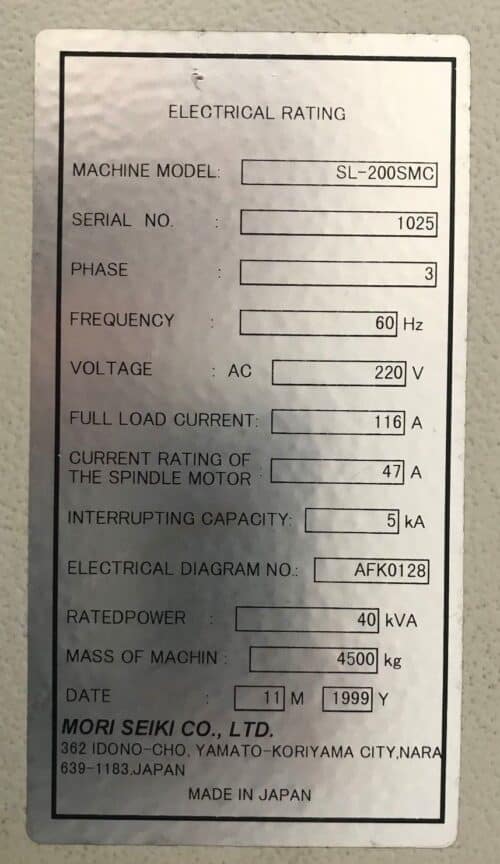 ELECTRICAL RATING
MACHINE MODEL: SL-200SMC
SERIAL NO. : 1025
PHASE : 3
FREQUENCY : 60 Hz
VOLTAGE : AC 220 V
FULL LOAD CURRENT: 116 A
CURRENT RATING OF
THE SPINDLE MOTOR : 47 A
INTERRUPTING CAPACITY: 5 kA
ELECTRICAL DIAGRAM NO.: AFK0128
RATEDPOWER : 40 kVA
MASS OF MACHIN : 4500 kg
DATE : 11 M 1999 Y
MORI SEIKI CO., LTD.
362 IDONO-CHO, YAMATO-KORIYAMA CITY,NARA
639-1183,JAPAN
MADE IN JAPAN